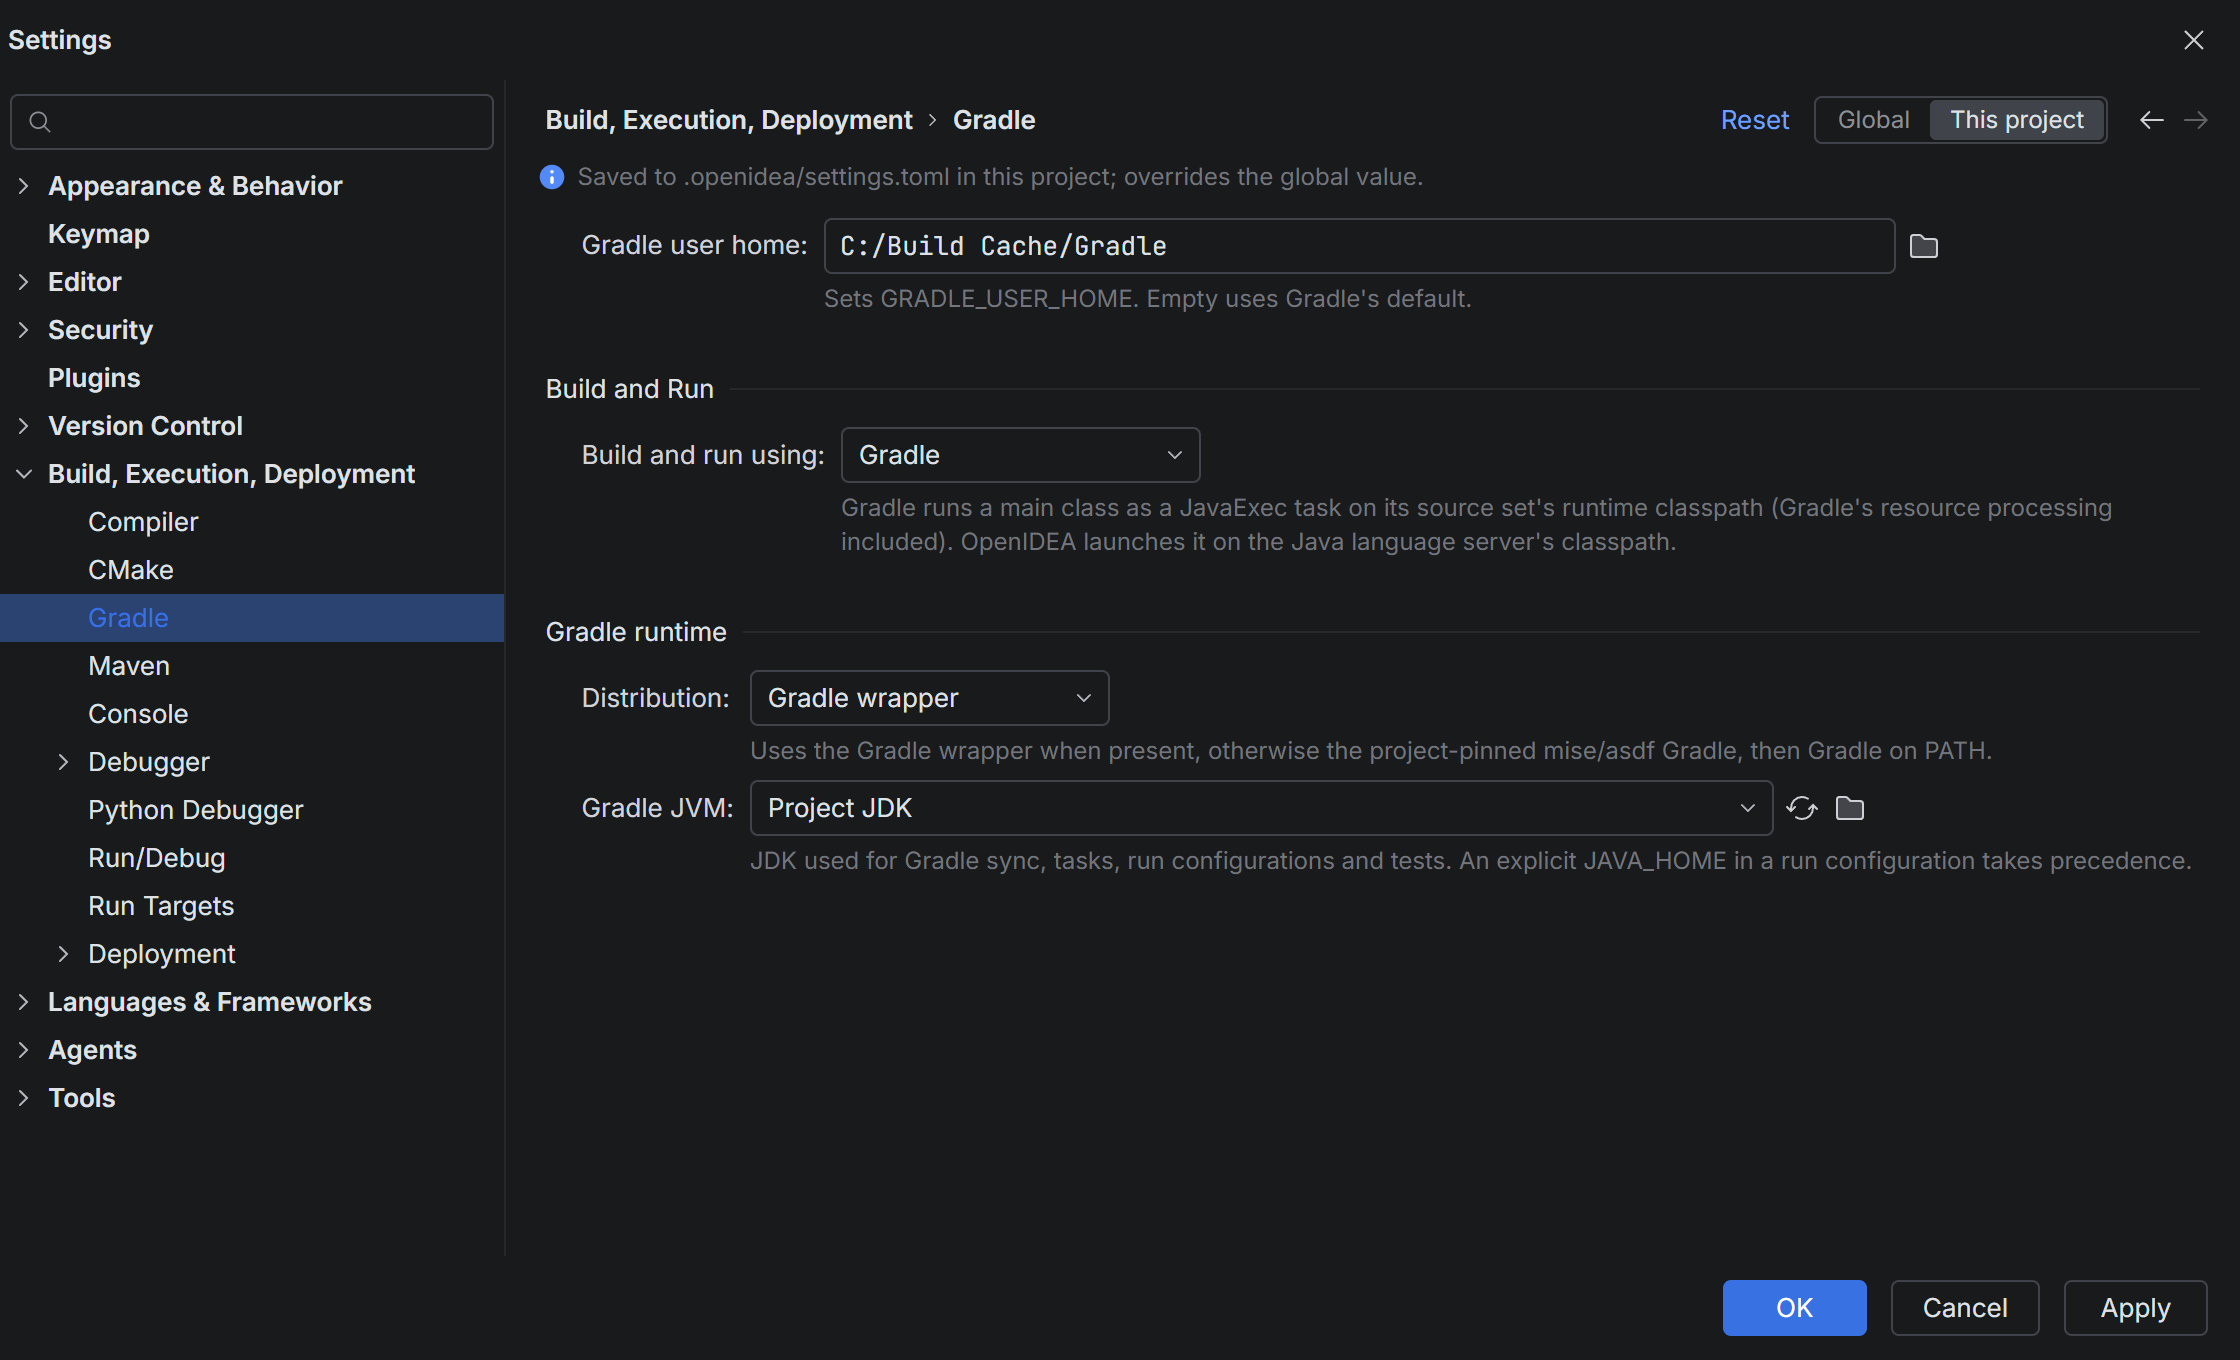 Settings
Build, Execution, Deployment › Gradle
Reset
Global
This project
Saved to .openidea/settings.toml in this project; overrides the global value.
Appearance & Behavior
Keymap
Editor
Security
Plugins
Version Control
Build, Execution, Deployment
Compiler
CMake
Gradle
Maven
Console
Debugger
Python Debugger
Run/Debug
Run Targets
Deployment
Languages & Frameworks
Agents
Tools
Gradle user home: C:/Build Cache/Gradle
Sets GRADLE_USER_HOME. Empty uses Gradle's default.
Build and Run
Build and run using: Gradle
Gradle runs a main class as a JavaExec task on its source set's runtime classpath (Gradle's resource processing
included). OpenIDEA launches it on the Java language server's classpath.
Gradle runtime
Distribution: Gradle wrapper
Uses the Gradle wrapper when present, otherwise the project-pinned mise/asdf Gradle, then Gradle on PATH.
Gradle JVM: Project JDK
JDK used for Gradle sync, tasks, run configurations and tests. An explicit JAVA_HOME in a run configuration takes precedence.
OK
Cancel
Apply